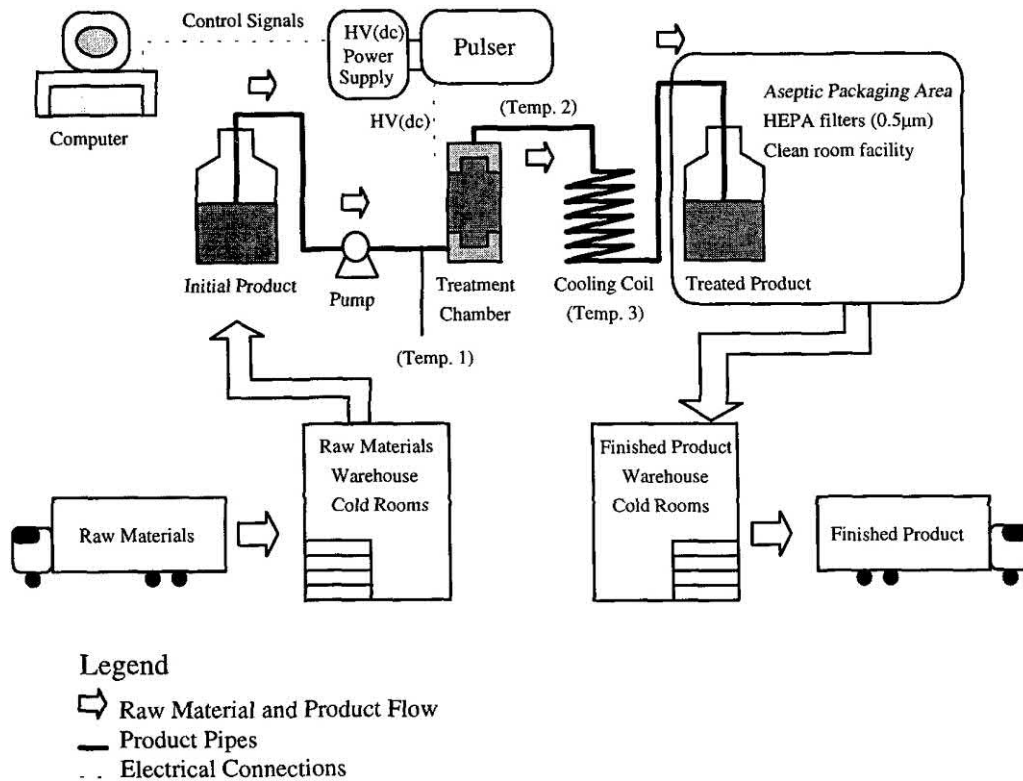 Control Signals
HV(dc)
Power
Supply
Pulser
Computer
HV(dc)
(Temp. 2)
Aseptic Packaging Area
HEPA filters (0.5µm)
Clean room facility
Initial Product
Pump
Treatment
Chamber
Cooling Coil
(Temp. 3)
Treated Product
(Temp. 1)
Raw Materials
Warehouse
Cold Rooms
Finished Product
Warehouse
Cold Rooms
Raw Materials
Finished Product
Legend
Raw Material and Product Flow
Product Pipes
Electrical Connections